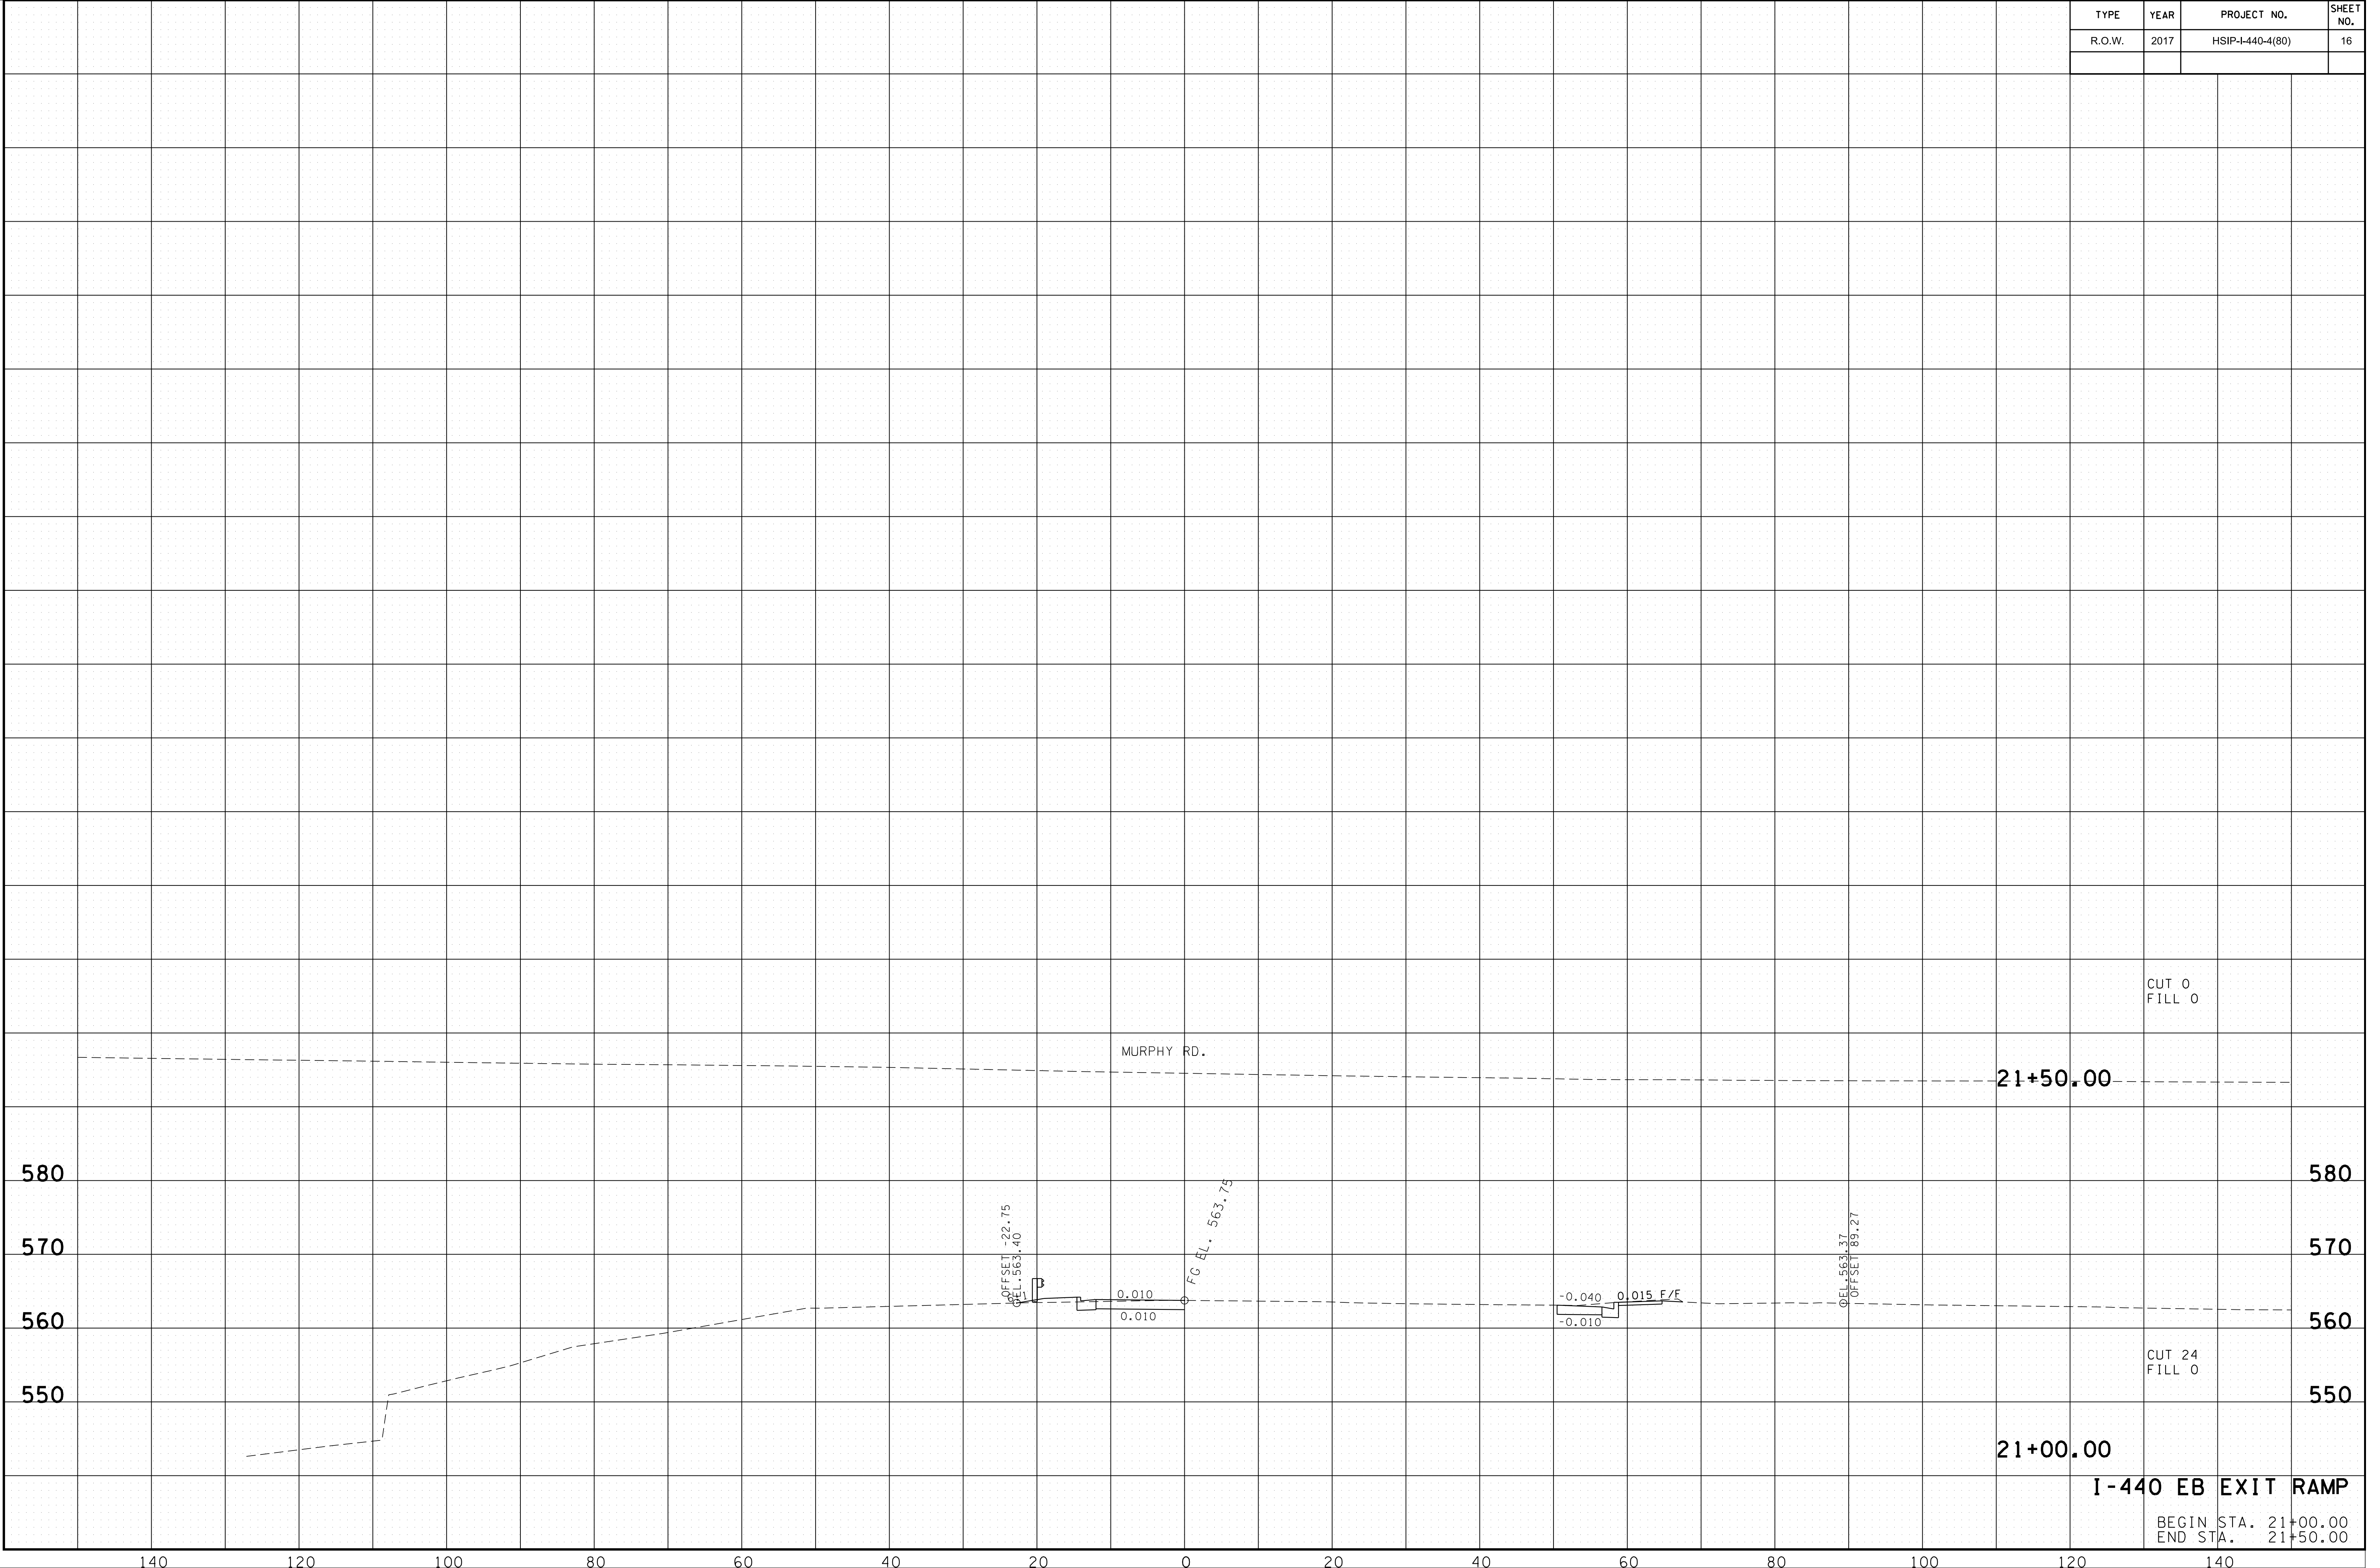 TYPE YEAR PROJECT NO. SHEET NO.
R.O.W. 2017 HSIP-I-440-4(80) 16
CUT 0
FILL 0
MURPHY RD.
21+50.00
580 580
570 570
560 560
550 550
OFFSET -22.75
EL.563.40
FG EL. 563.75
0.010
0.010
-0.040
0.015 F/F
-0.010
EL.563.37
OFFSET 89.27
CUT 24
FILL 0
21+00.00
I-440 EB EXIT RAMP
BEGIN STA. 21+00.00
END STA. 21+50.00
140 120 100 80 60 40 20 0 20 40 60 80 100 120 140